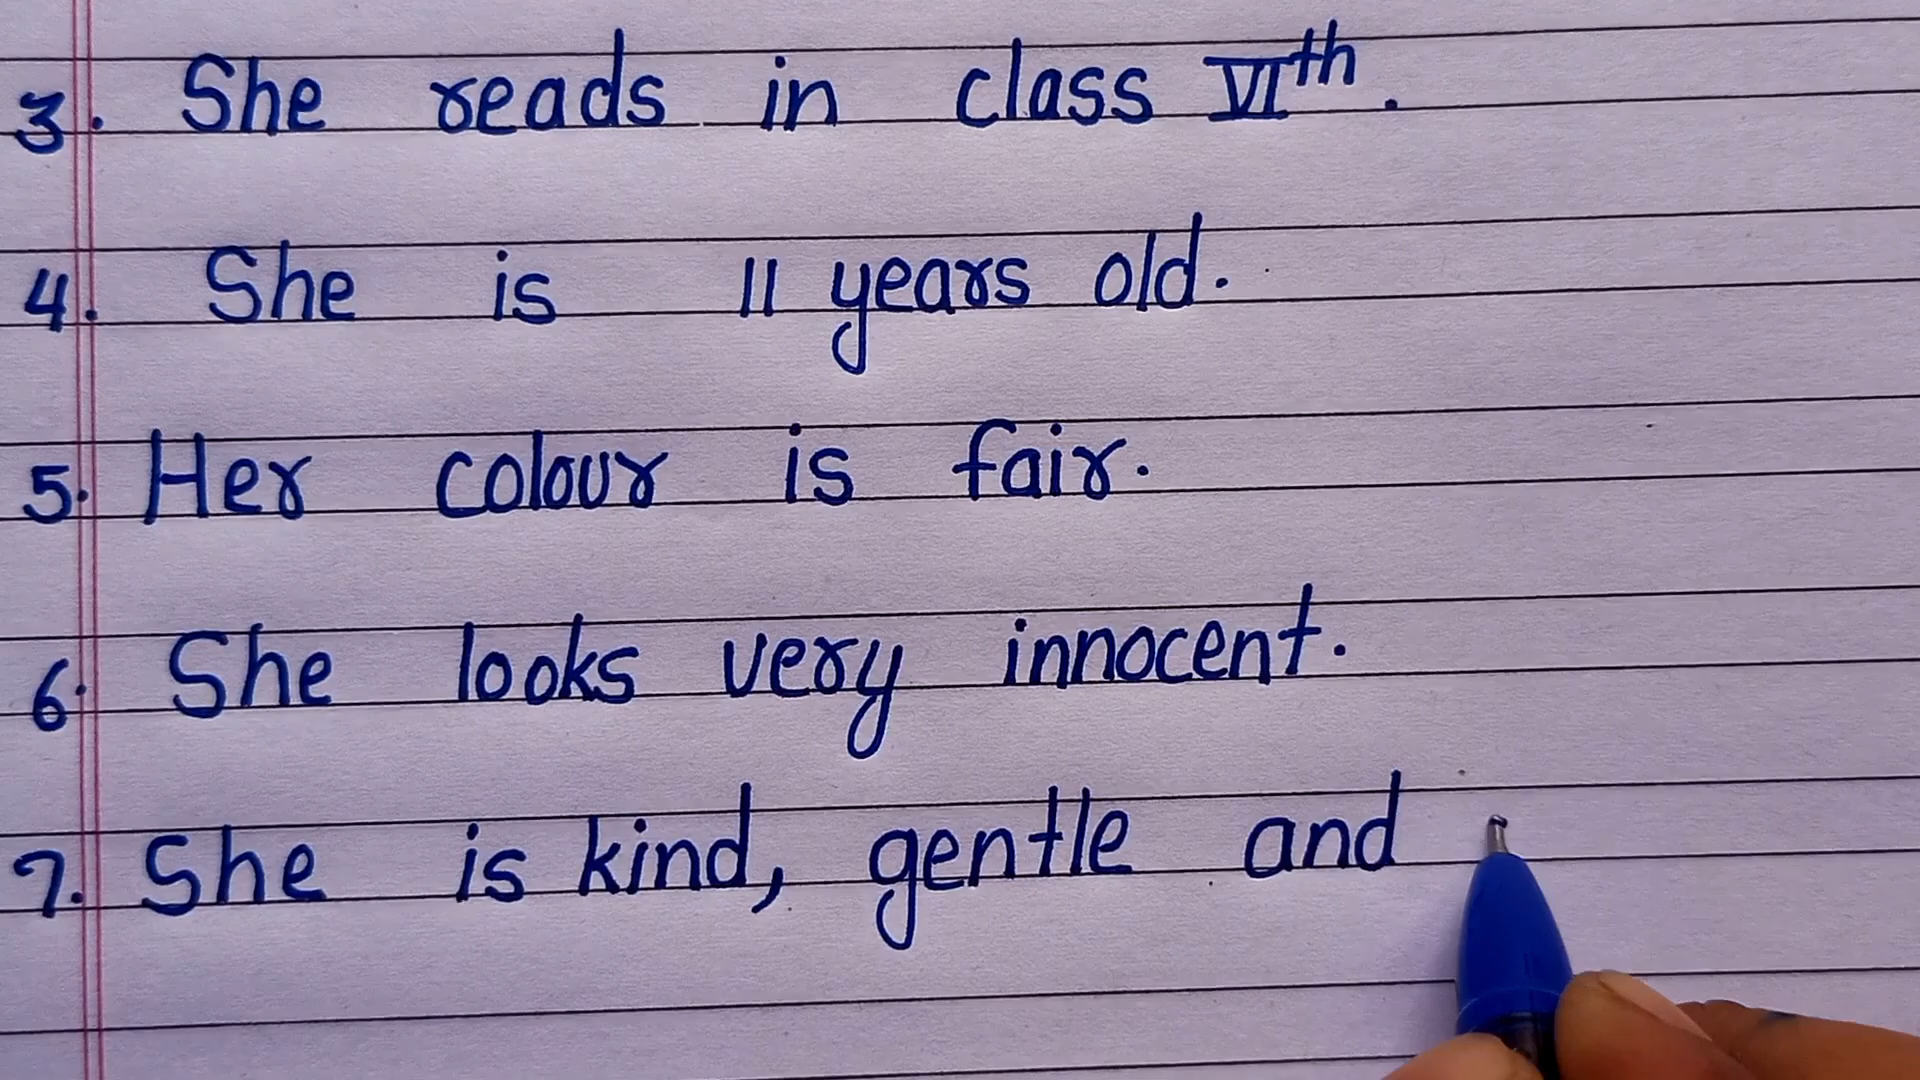 3. She reads in class VIth.
4. She is 11 years old.
5. Her colour is fair.
6. She looks very innocent.
7. She is kind, gentle and